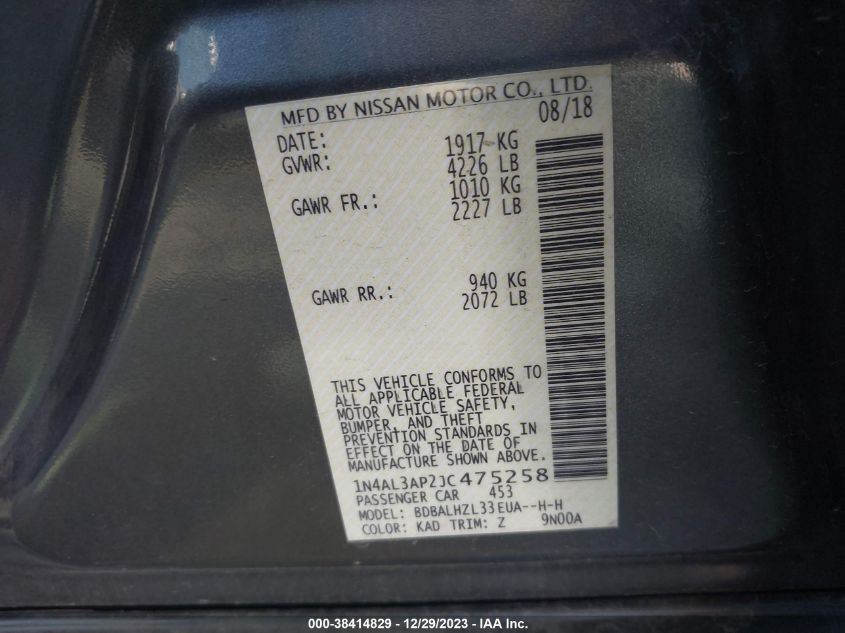 MFD BY NISSAN MOTOR CO., LTD.
DATE: 08/18
GVWR: 1917 KG
4226 LB
GAWR FR.: 1010 KG
2227 LB
GAWR RR.: 940 KG
2072 LB
THIS VEHICLE CONFORMS TO
ALL APPLICABLE FEDERAL
MOTOR VEHICLE SAFETY,
BUMPER, AND THEFT
PREVENTION STANDARDS IN
EFFECT ON THE DATE OF
MANUFACTURE SHOWN ABOVE.
1N4AL3AP2JC475258
PASSENGER CAR 453
MODEL: BDBALHZL33EUA--H-H
COLOR: KAD TRIM: Z 9N00A
000-38414829 - 12/29/2023 - IAA Inc.